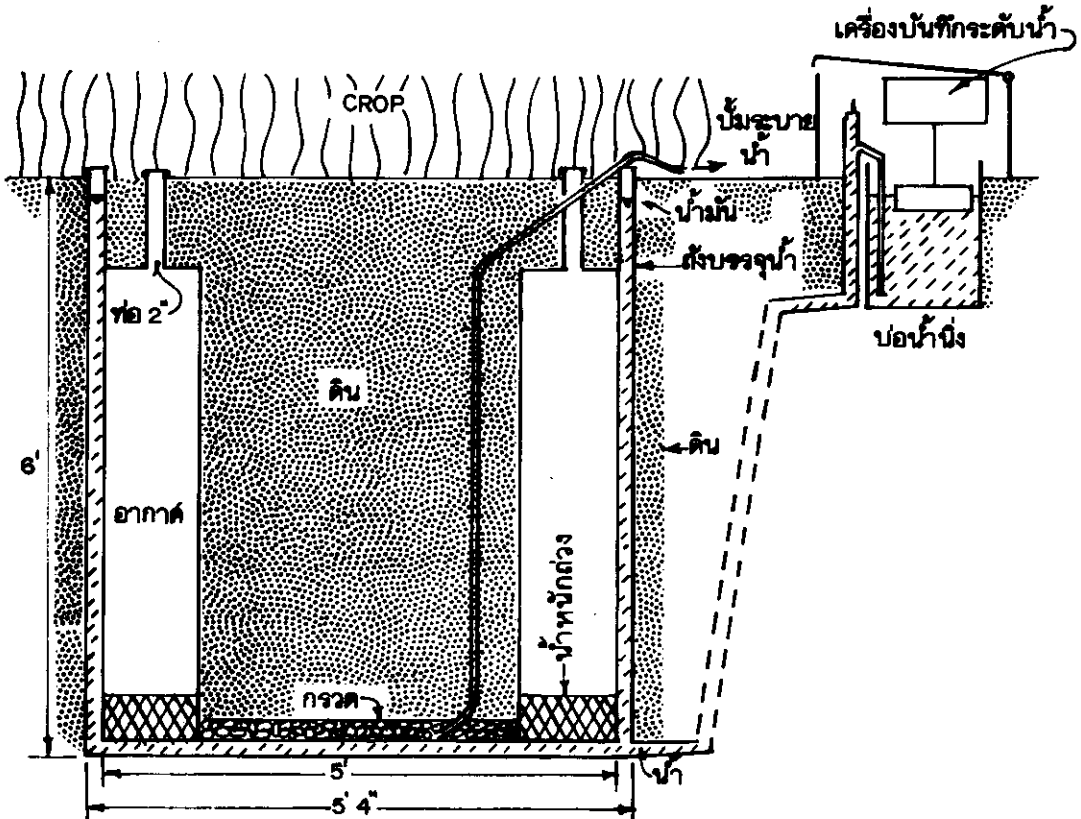 เครื่องบันทึกระดับน้ำ
CROP
ปั้มระบาย
น้ำ
น้ำมัน
ถังบรรจุน้ำ
ท่อ 2"
บ่อน้ำนิ่ง
ดิน
ดิน
6'
อากาศ
น้ำหนักถ่วง
กรวด
น้ำ
5'
5' 4"